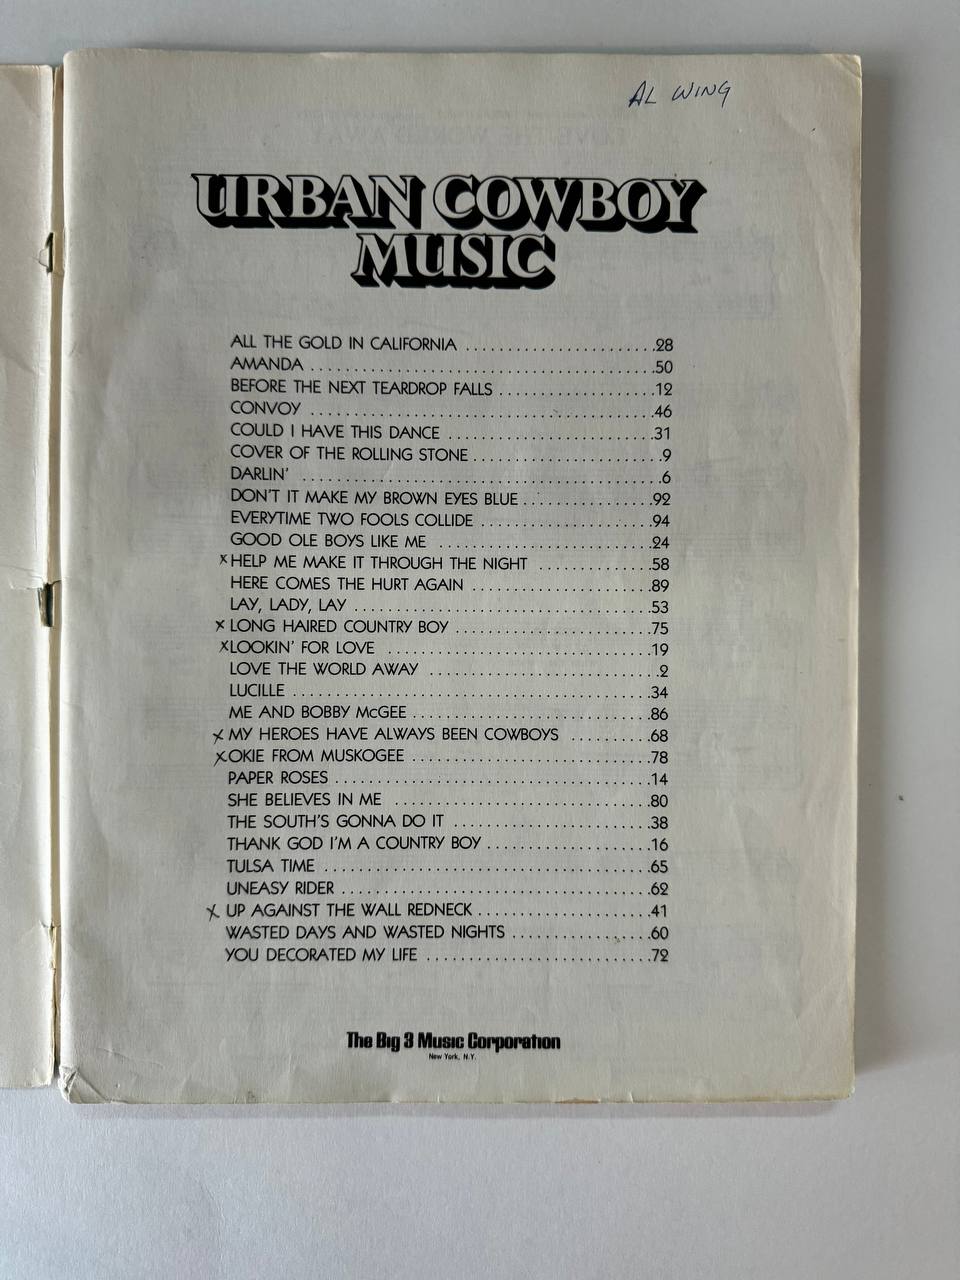 AL WING
URBAN COWBOY
MUSIC
ALL THE GOLD IN CALIFORNIA .......................28
AMANDA .........................................50
BEFORE THE NEXT TEARDROP FALLS ...................12
CONVOY .........................................46
COULD I HAVE THIS DANCE .........................31
COVER OF THE ROLLING STONE .......................9
DARLIN' ..........................................6
DON'T IT MAKE MY BROWN EYES BLUE ................92
EVERYTIME TWO FOOLS COLLIDE .....................94
GOOD OLE BOYS LIKE ME ..........................24
x HELP ME MAKE IT THROUGH THE NIGHT ..............58
HERE COMES THE HURT AGAIN ......................89
LAY, LADY, LAY ...................................53
x LONG HAIRED COUNTRY BOY ........................75
x LOOKIN' FOR LOVE ................................19
LOVE THE WORLD AWAY ............................2
LUCILLE ...........................................34
ME AND BOBBY McGEE .............................86
x MY HEROES HAVE ALWAYS BEEN COWBOYS ..........68
x OKIE FROM MUSKOGEE .............................78
PAPER ROSES ......................................14
SHE BELIEVES IN ME ...............................80
THE SOUTH'S GONNA DO IT ........................38
THANK GOD I'M A COUNTRY BOY ....................16
TULSA TIME ........................................65
UNEASY RIDER .....................................62
x UP AGAINST THE WALL REDNECK .....................41
WASTED DAYS AND WASTED NIGHTS .................60
YOU DECORATED MY LIFE ...........................72
The Big 3 Music Corporation
New York, N.Y.